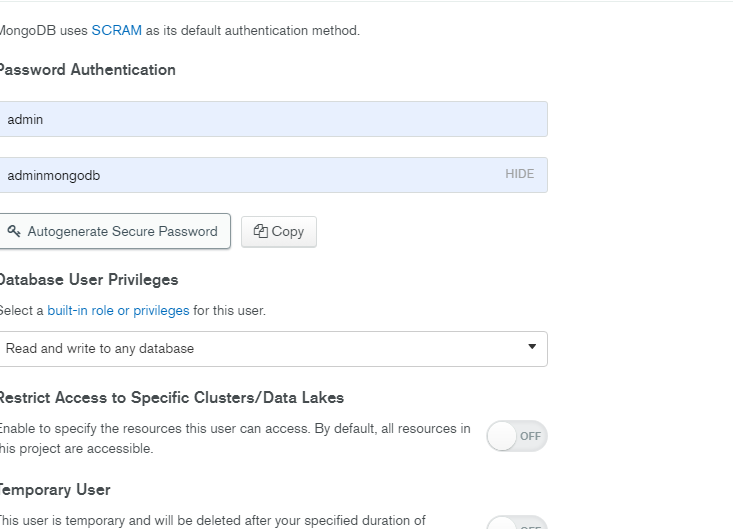 MongoDB uses SCRAM as its default authentication method.
Password Authentication
admin
adminmongodb HIDE
Autogenerate Secure Password Copy
Database User Privileges
Select a built-in role or privileges for this user.
Read and write to any database
Restrict Access to Specific Clusters/Data Lakes
Enable to specify the resources this user can access. By default, all resources in
this project are accessible.
OFF
Temporary User
This user is temporary and will be deleted after your specified duration of
OFF